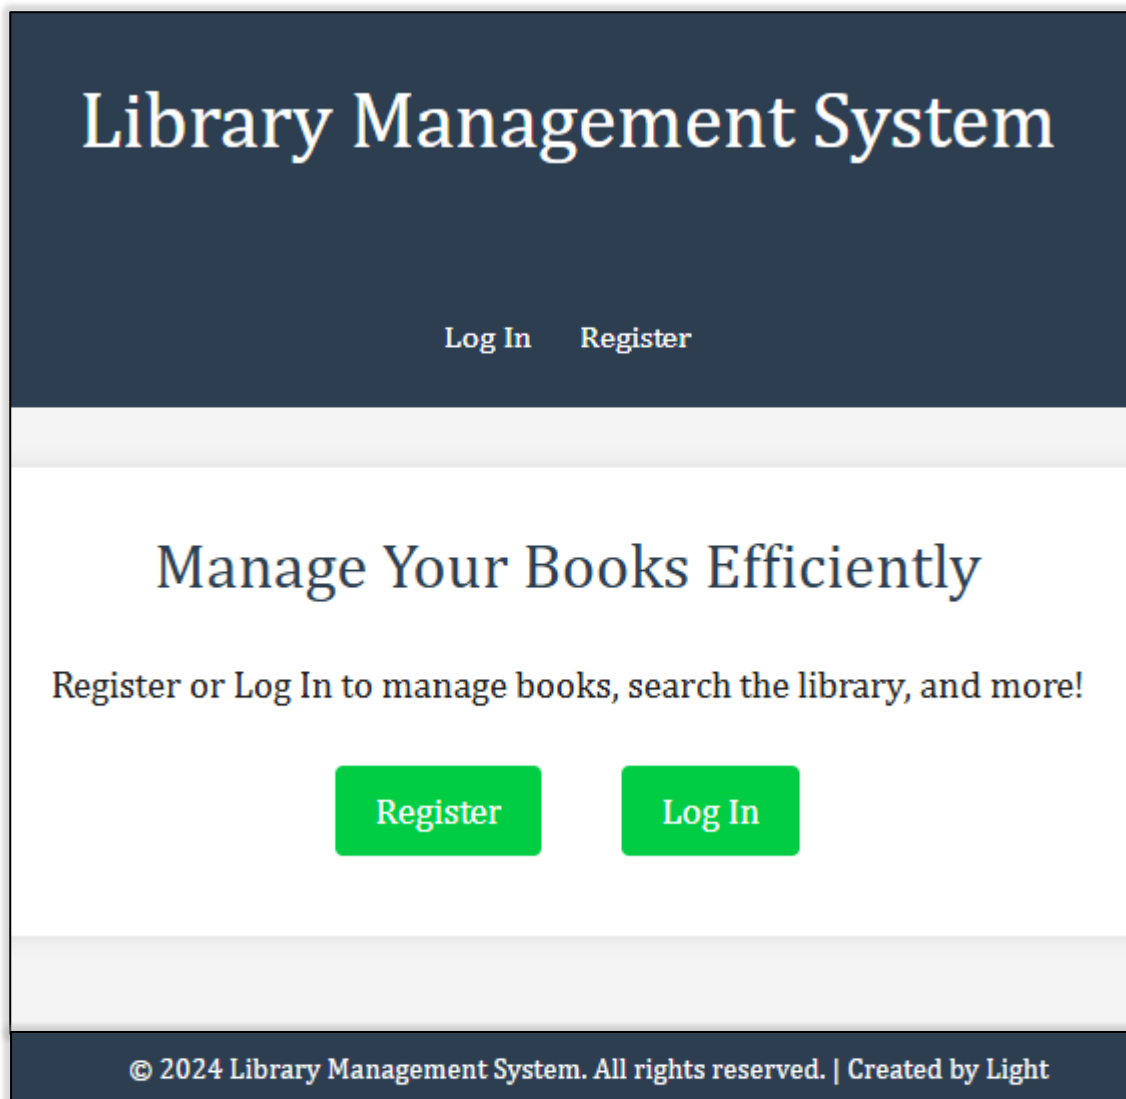 Library Management System
Log In Register
Manage Your Books Efficiently
Register or Log In to manage books, search the library, and more!
Register Log In
© 2024 Library Management System. All rights reserved. | Created by Light